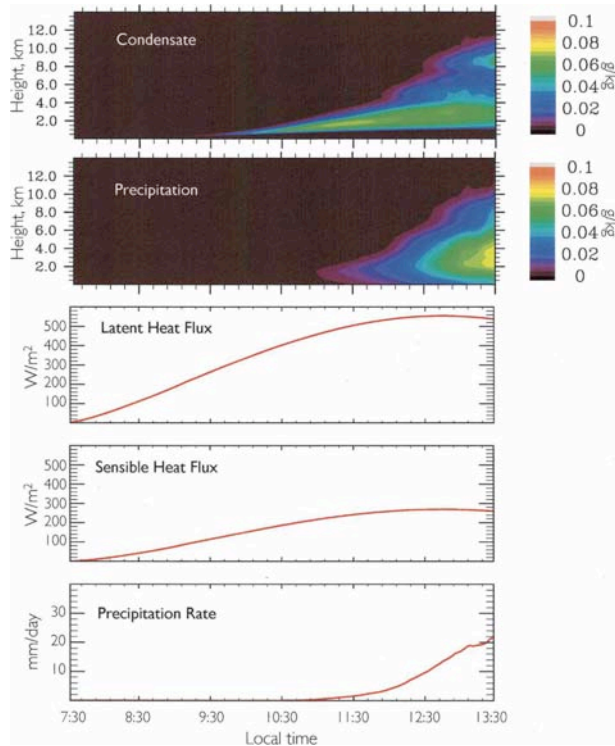 Condensate
Height, km
12.0
10.0
8.0
6.0
4.0
2.0
0.1
0.08
0.06
0.04
0.02
0
g/kg
Precipitation
Height, km
12.0
10.0
8.0
6.0
4.0
2.0
0.1
0.08
0.06
0.04
0.02
0
g/kg
Latent Heat Flux
W/m²
500
400
300
200
100
Sensible Heat Flux
W/m²
500
400
300
200
100
Precipitation Rate
mm/day
30
20
10
7:30 8:30 9:30 10:30 11:30 12:30 13:30
Local time